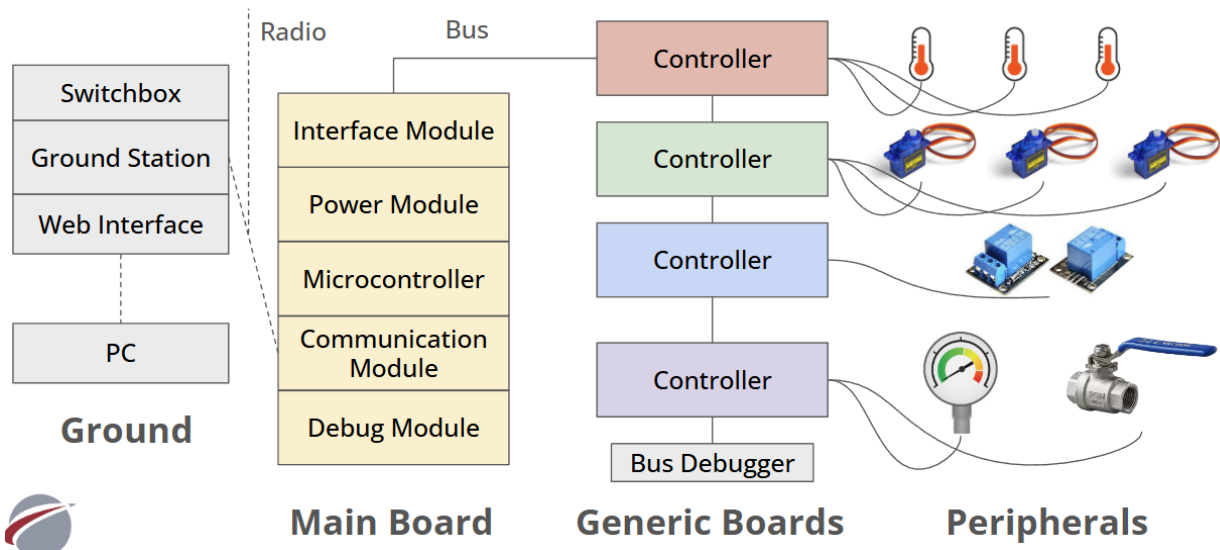 Radio
Bus
Switchbox
Ground Station
Web Interface
PC
Ground
Interface Module
Power Module
Microcontroller
Communication
Module
Debug Module
Main Board
Controller
Controller
Controller
Controller
Bus Debugger
Generic Boards
Peripherals